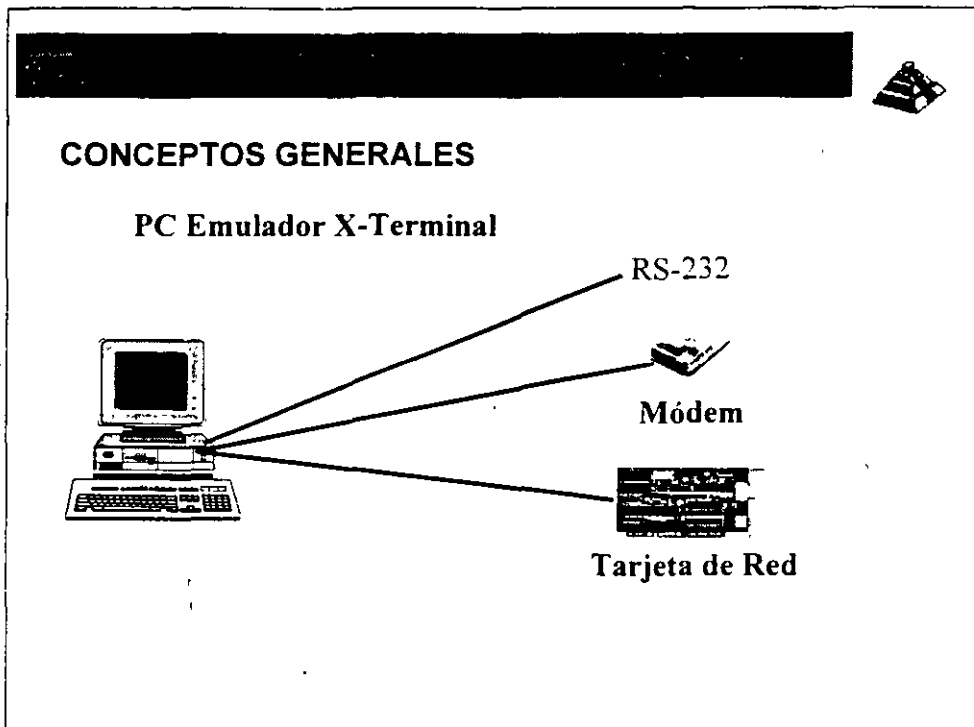 CONCEPTOS GENERALES
PC Emulador X-Terminal
RS-232
Módem
Tarjeta de Red